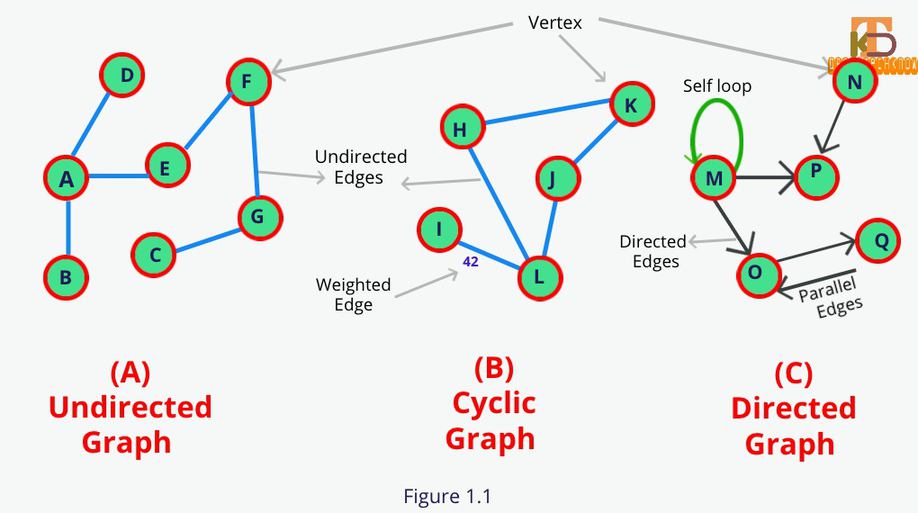 Vertex
D
F
K
N
Self loop
H
A
E
Undirected
Edges
J
M
P
I
G
C
B
L
42
Weighted
Edge
Directed
Edges
O
Q
Parallel
Edges
(A)
Undirected
Graph
(B)
Cyclic
Graph
(C)
Directed
Graph
Figure 1.1